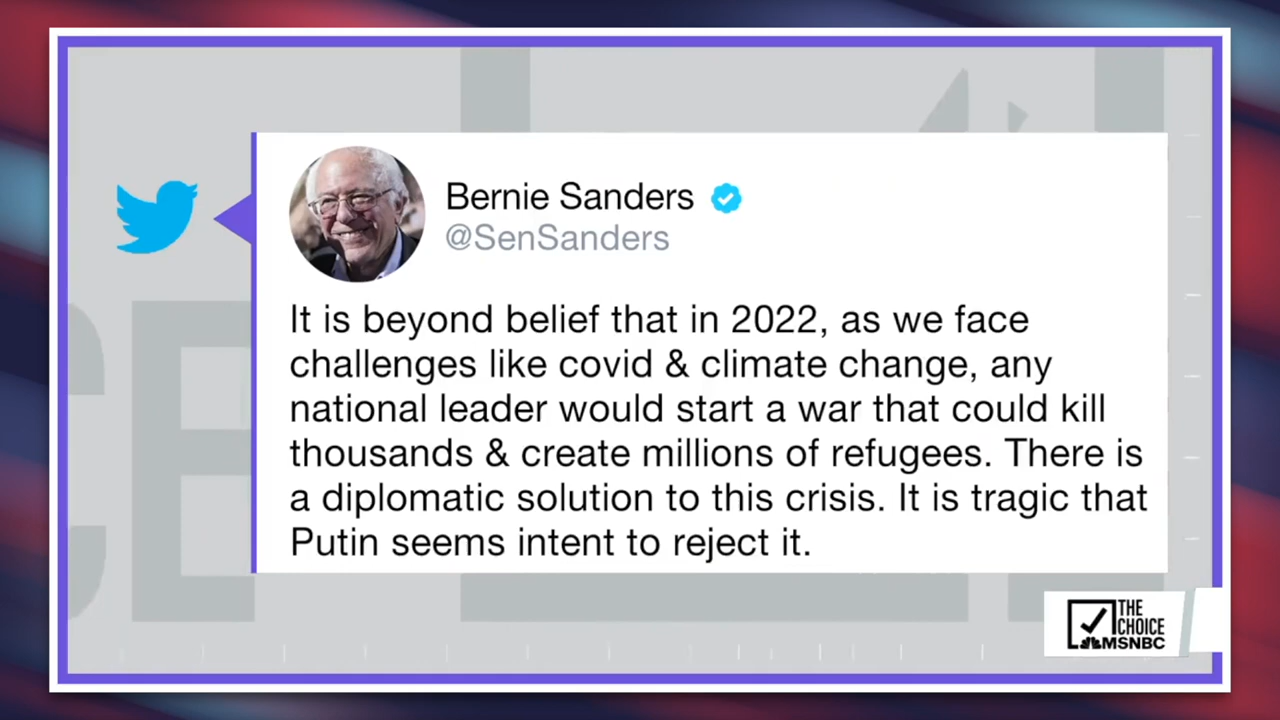 Bernie Sanders
@SenSanders
It is beyond belief that in 2022, as we face
challenges like covid & climate change, any
national leader would start a war that could kill
thousands & create millions of refugees. There is
a diplomatic solution to this crisis. It is tragic that
Putin seems intent to reject it.
THE
CHOICE
MSNBC